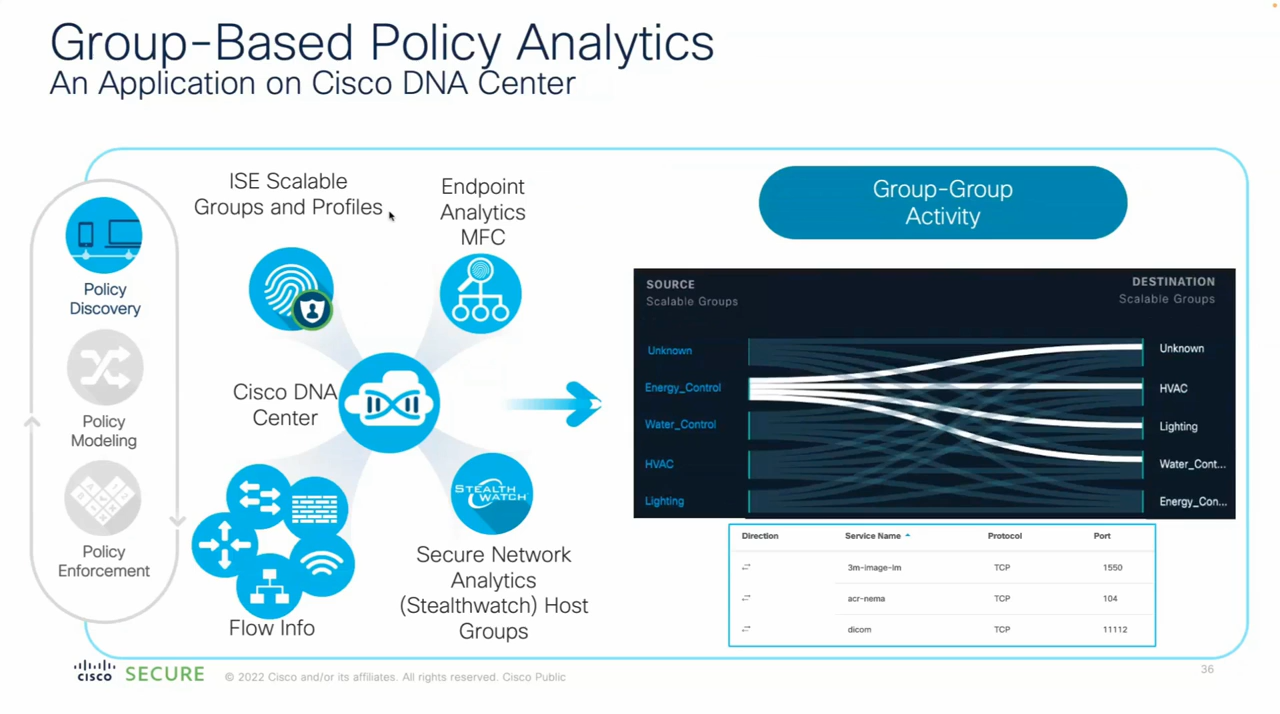 Group-Based Policy Analytics
An Application on Cisco DNA Center
Policy
Discovery
Policy
Modeling
Policy
Enforcement
ISE Scalable
Groups and Profiles
Endpoint
Analytics
MFC
Cisco DNA
Center
STEALTHWATCH
Flow Info
Secure Network
Analytics
(Stealthwatch) Host
Groups
Group-Group
Activity
SOURCE
Scalable Groups
DESTINATION
Scalable Groups
Unknown
Energy_Control
Water_Control
HVAC
Lighting
Unknown
HVAC
Lighting
Water_Cont...
Energy_Con...
Direction Service Name Protocol Port
3m-image-lm TCP 1550
acr-nema TCP 104
dicom TCP 11112
CISCO SECURE
© 2022 Cisco and/or its affiliates. All rights reserved. Cisco Public
36